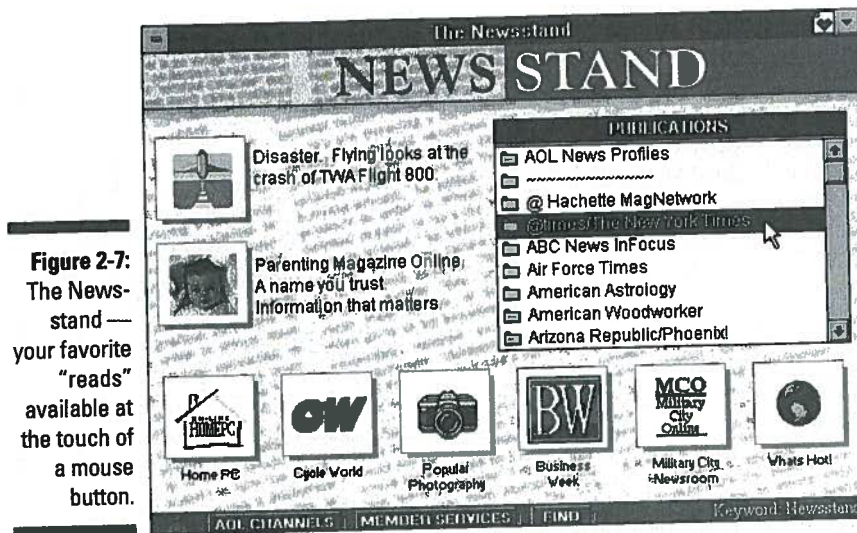 Figure 2-7:
The News-
stand —
your favorite
"reads"
available at
the touch of
a mouse
button.
The Newsstand
NEWS STAND
Disaster. Flying looks at the
crash of TWA Flight 800.
Parenting Magazine Online.
A name you trust
Information that matters.
PUBLICATIONS
AOL News Profiles
~~~~~~~~~~~~~
@ Hachette MagNetwork
@times/The New York Times
ABC News InFocus
Air Force Times
American Astrology
American Woodworker
Arizona Republic/Phoenix
ON-LINE
HOMEPC
Home PC
CW
Cycle World
Popular
Photography
BW
Business
Week
MCO
Military
City
Online
Military City
Newsroom
Whats Hot!
AOL CHANNELS
MEMBER SERVICES
FIND
Keyword: Newsstand